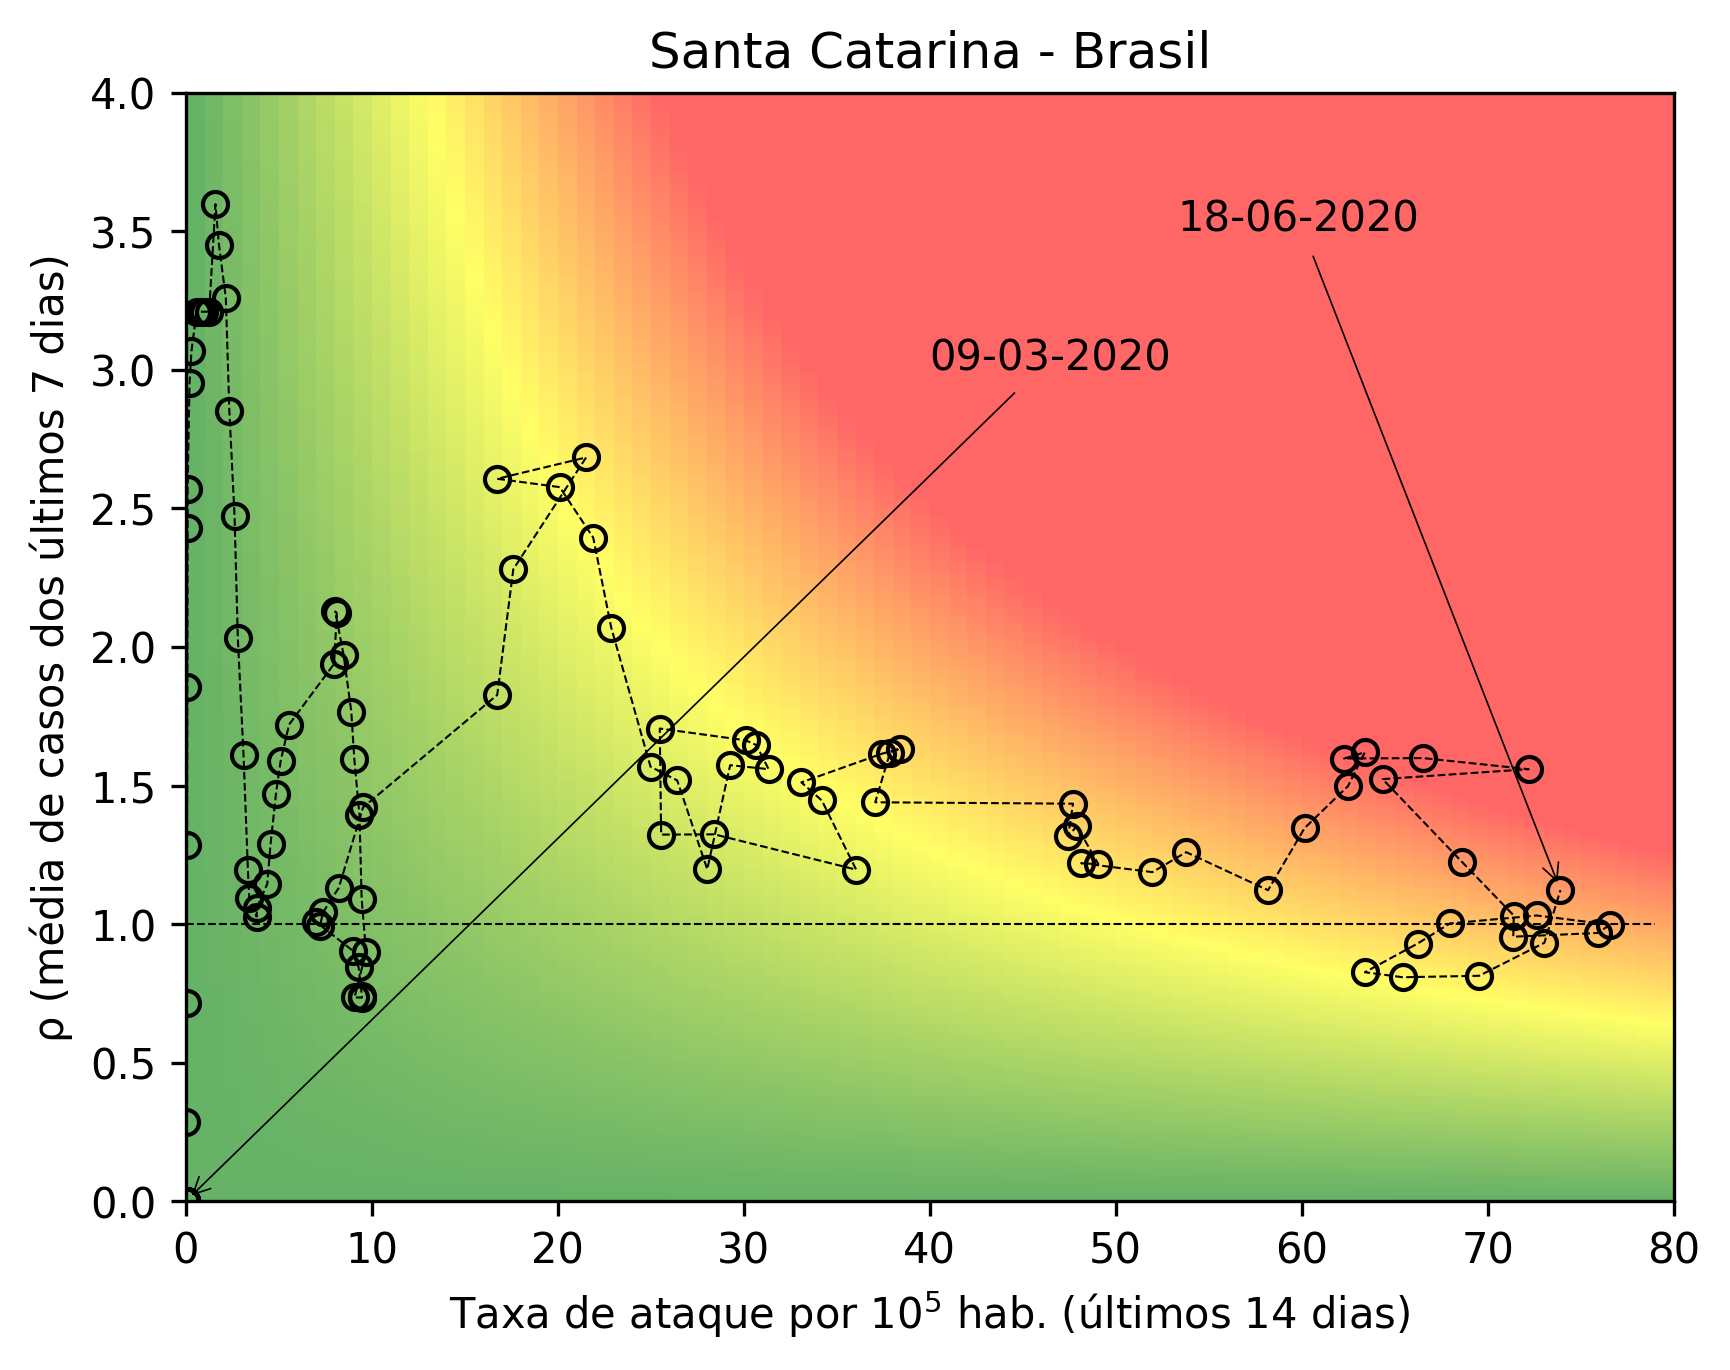 Santa Catarina - Brasil
4.0
3.5
3.0
2.5
2.0
1.5
1.0
0.5
0.0
ρ (média de casos dos últimos 7 dias)
18-06-2020
09-03-2020
0 10 20 30 40 50 60 70 80
Taxa de ataque por 10⁵ hab. (últimos 14 dias)